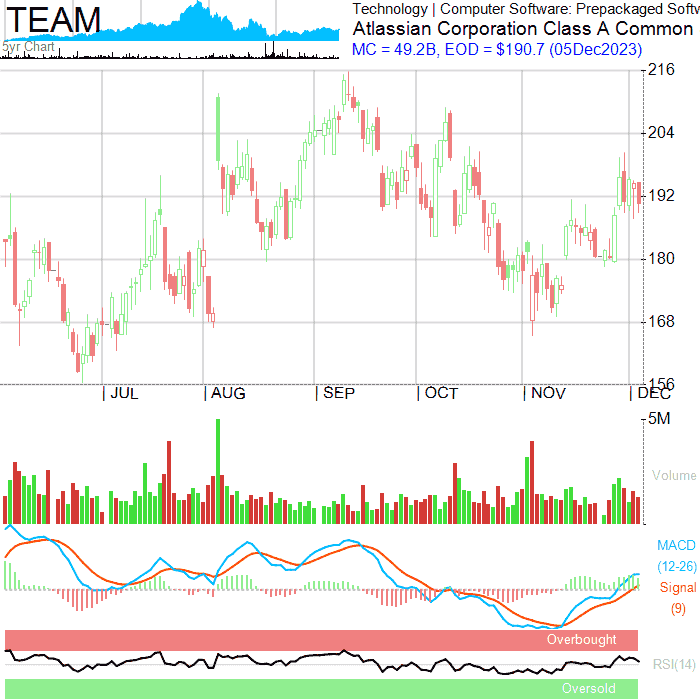 TEAM
5yr Chart
Technology | Computer Software: Prepackaged Softw
Atlassian Corporation Class A Common
MC = 49.2B, EOD = $190.7 (05Dec2023)
216
204
192
180
168
156
| JUL | AUG | SEP | OCT | NOV | DEC
5M
Volume
MACD
(12-26)
Signal
(9)
Overbought
RSI(14)
Oversold